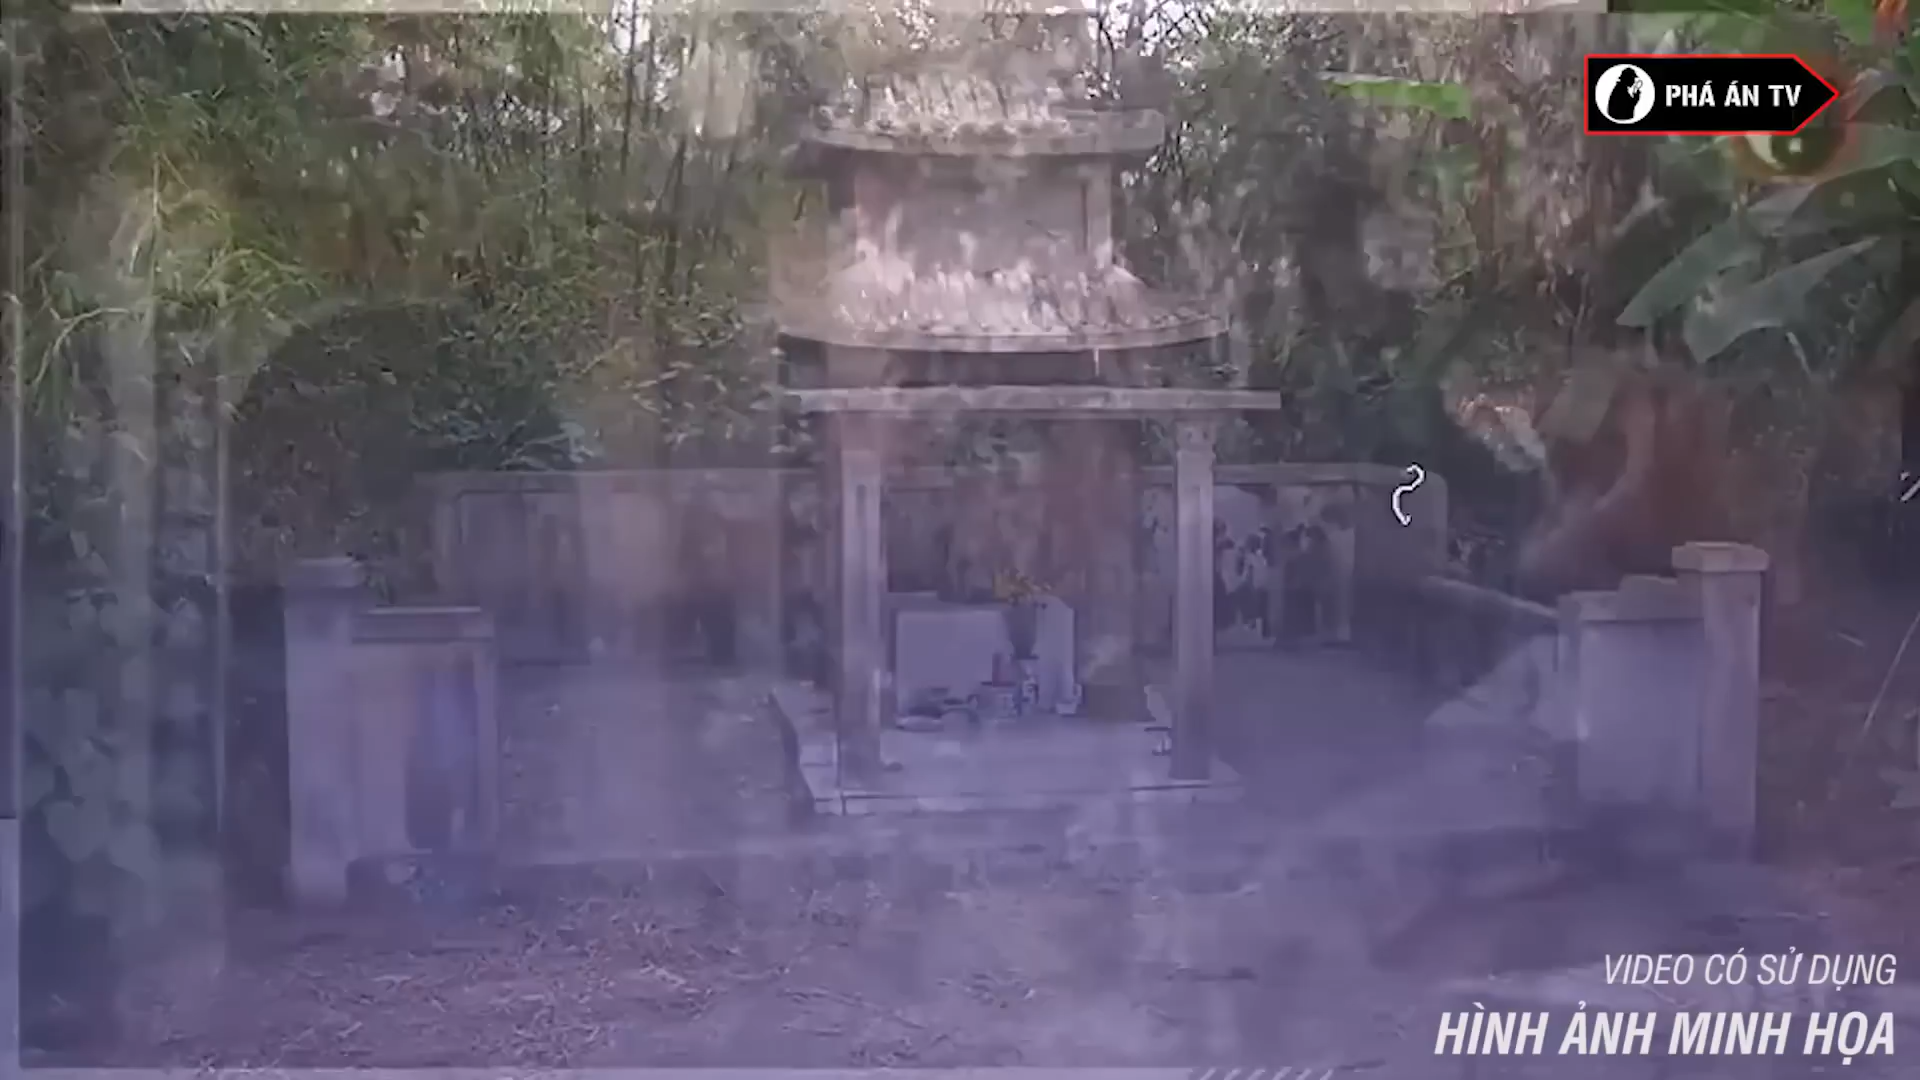 PHÁ ÁN TV
VIDEO CÓ SỬ DỤNG
HÌNH ẢNH MINH HỌA